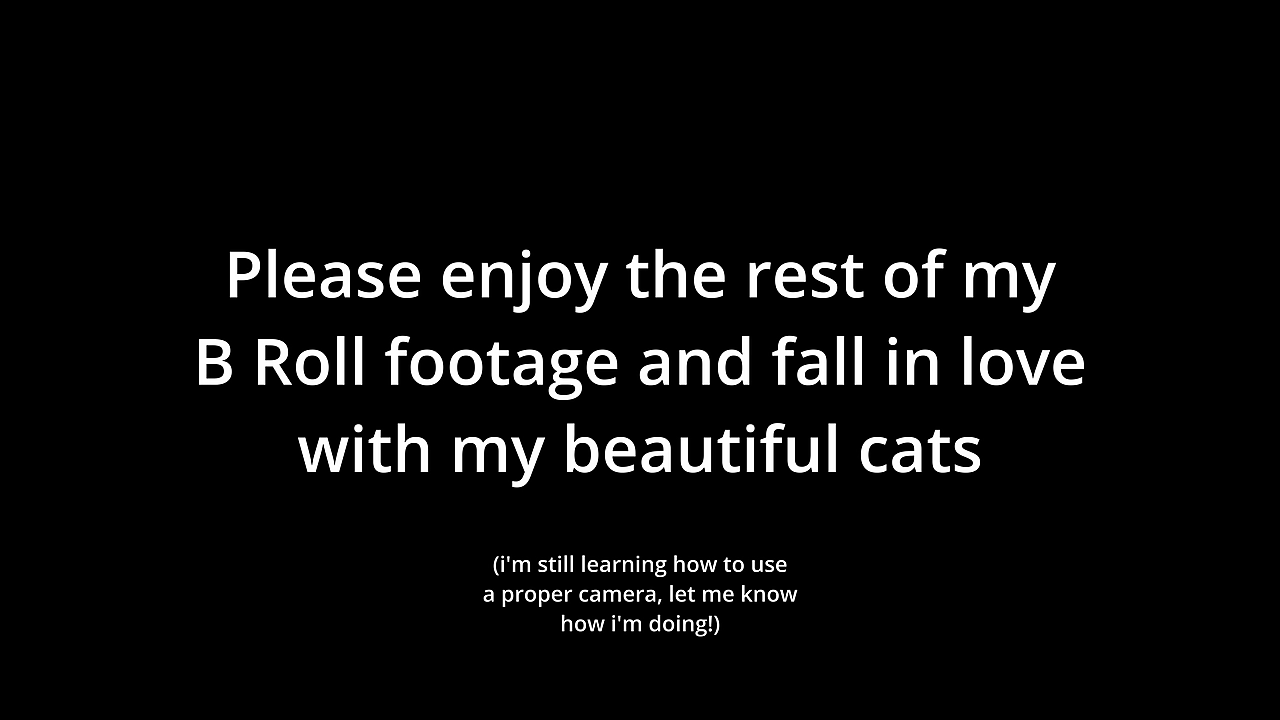 Please enjoy the rest of my
B Roll footage and fall in love
with my beautiful cats
(i'm still learning how to use
a proper camera, let me know
how i'm doing!)